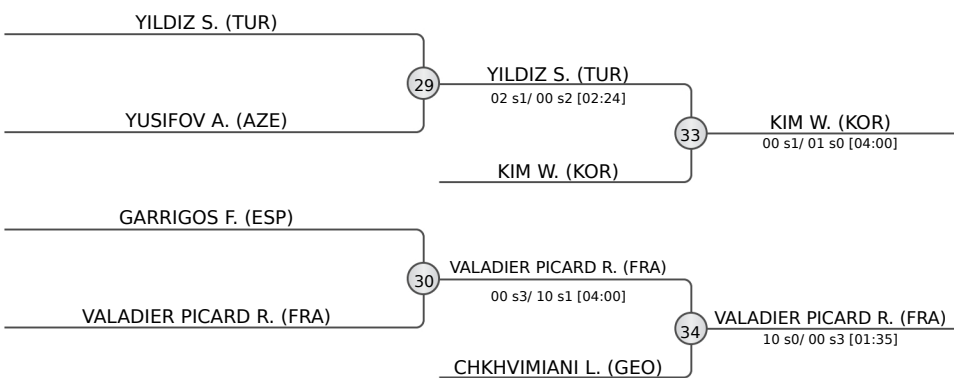 YILDIZ S. (TUR)
29
YILDIZ S. (TUR)
02 s1/ 00 s2 [02:24]
YUSIFOV A. (AZE)
33
KIM W. (KOR)
00 s1/ 01 s0 [04:00]
KIM W. (KOR)
GARRIGOS F. (ESP)
30
VALADIER PICARD R. (FRA)
00 s3/ 10 s1 [04:00]
VALADIER PICARD R. (FRA)
34
VALADIER PICARD R. (FRA)
10 s0/ 00 s3 [01:35]
CHKHVIMIANI L. (GEO)